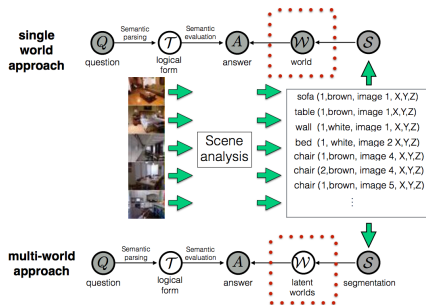 single world approach
Semantic parsing
Semantic evaluation
Q
T
A
W
S
question
logical form
answer
world
Scene analysis
sofa (1,brown, image 1, X,Y,Z)
table (1,brown, image 1,X,Y,Z)
wall (1,white, image 1, X,Y,Z)
bed (1, white, image 2 X,Y,Z)
chair (1,brown, image 4, X,Y,Z)
chair (2,brown, image 4, X,Y,Z)
chair (1,brown, image 5, X,Y,Z)
⋮
multi-world approach
Semantic parsing
Semantic evaluation
Q
T
A
W
S
question
logical form
answer
latent worlds
segmentation